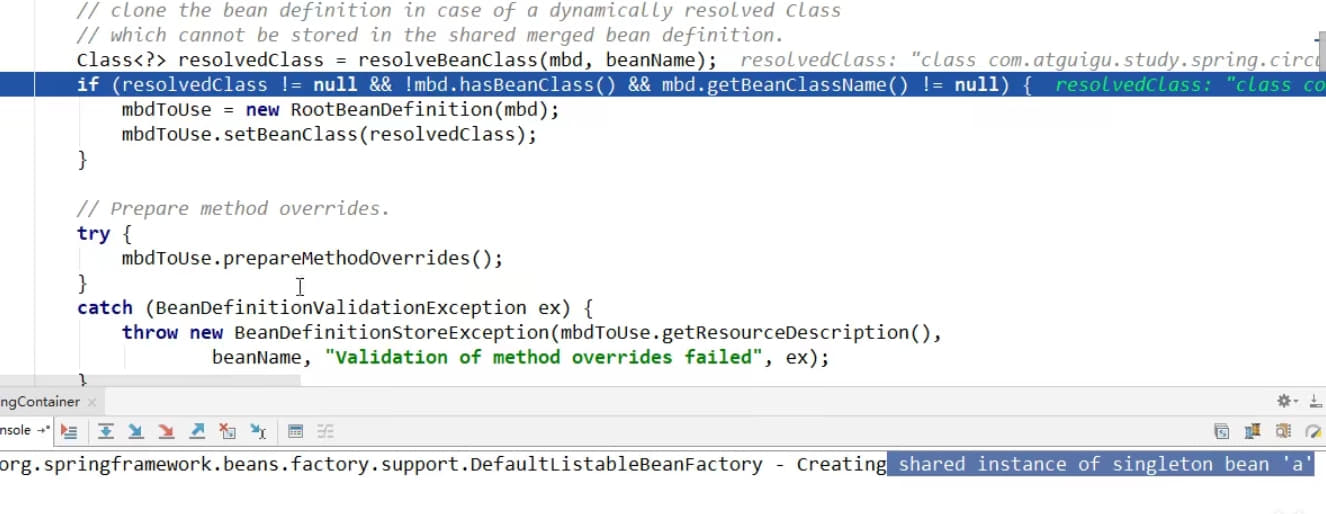 // clone the bean definition in case of a dynamically resolved Class
// which cannot be stored in the shared merged bean definition.
Class<?> resolvedClass = resolveBeanClass(mbd, beanName);  resolvedClass: "class com.atguigu.study.spring.circ
if (resolvedClass != null && !mbd.hasBeanClass() && mbd.getBeanClassName() != null) {  resolvedClass: "class co
mbdToUse = new RootBeanDefinition(mbd);
mbdToUse.setBeanClass(resolvedClass);
}
// Prepare method overrides.
try {
mbdToUse.prepareMethodOverrides();
}
catch (BeanDefinitionValidationException ex) {
throw new BeanDefinitionStoreException(mbdToUse.getResourceDescription(),
beanName, "Validation of method overrides failed", ex);
}
ngContainer
nsole
org.springframework.beans.factory.support.DefaultListableBeanFactory - Creating shared instance of singleton bean 'a'